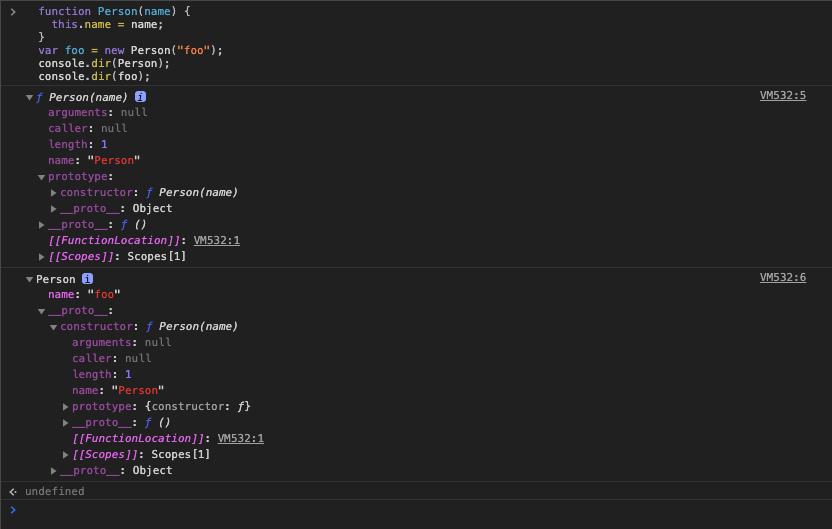 function Person(name) {
this.name = name;
}
var foo = new Person("foo");
console.dir(Person);
console.dir(foo);
ƒ Person(name) i VM532:5
arguments: null
caller: null
length: 1
name: "Person"
prototype:
constructor: ƒ Person(name)
__proto__: Object
__proto__: ƒ ()
[[FunctionLocation]]: VM532:1
[[Scopes]]: Scopes[1]
Person i VM532:6
name: "foo"
__proto__:
constructor: ƒ Person(name)
arguments: null
caller: null
length: 1
name: "Person"
prototype: {constructor: ƒ}
__proto__: ƒ ()
[[FunctionLocation]]: VM532:1
[[Scopes]]: Scopes[1]
__proto__: Object
undefined